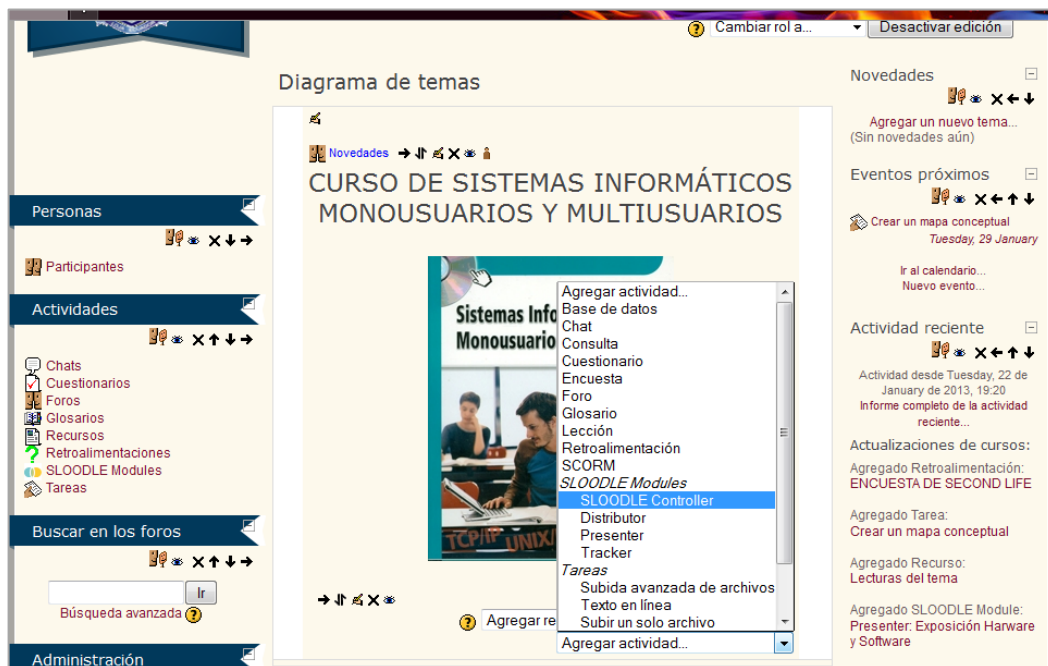 Cambiar rol a...
Desactivar edición
Personas
Participantes
Actividades
Chats
Cuestionarios
Foros
Glosarios
Recursos
Retroalimentaciones
SLOODLE Modules
Tareas
Buscar en los foros
Ir
Búsqueda avanzada
Administración
Diagrama de temas
Novedades
CURSO DE SISTEMAS INFORMÁTICOS
MONOUSUARIOS Y MULTIUSUARIOS
Sistemas Info
Monousuario
TCP/IP UNIX/
Agregar actividad...
Base de datos
Chat
Consulta
Cuestionario
Encuesta
Foro
Glosario
Lección
Retroalimentación
SCORM
SLOODLE Modules
SLOODLE Controller
Distributor
Presenter
Tracker
Tareas
Subida avanzada de archivos
Texto en línea
Subir un solo archivo
Agregar re
Agregar actividad...
Novedades
Agregar un nuevo tema...
(Sin novedades aún)
Eventos próximos
Crear un mapa conceptual
Tuesday, 29 January
Ir al calendario...
Nuevo evento...
Actividad reciente
Actividad desde Tuesday, 22 de
January de 2013, 19:20
Informe completo de la actividad
reciente...
Actualizaciones de cursos:
Agregado Retroalimentación:
ENCUESTA DE SECOND LIFE
Agregado Tarea:
Crear un mapa conceptual
Agregado Recurso:
Lecturas del tema
Agregado SLOODLE Module:
Presenter: Exposición Harware
y Software